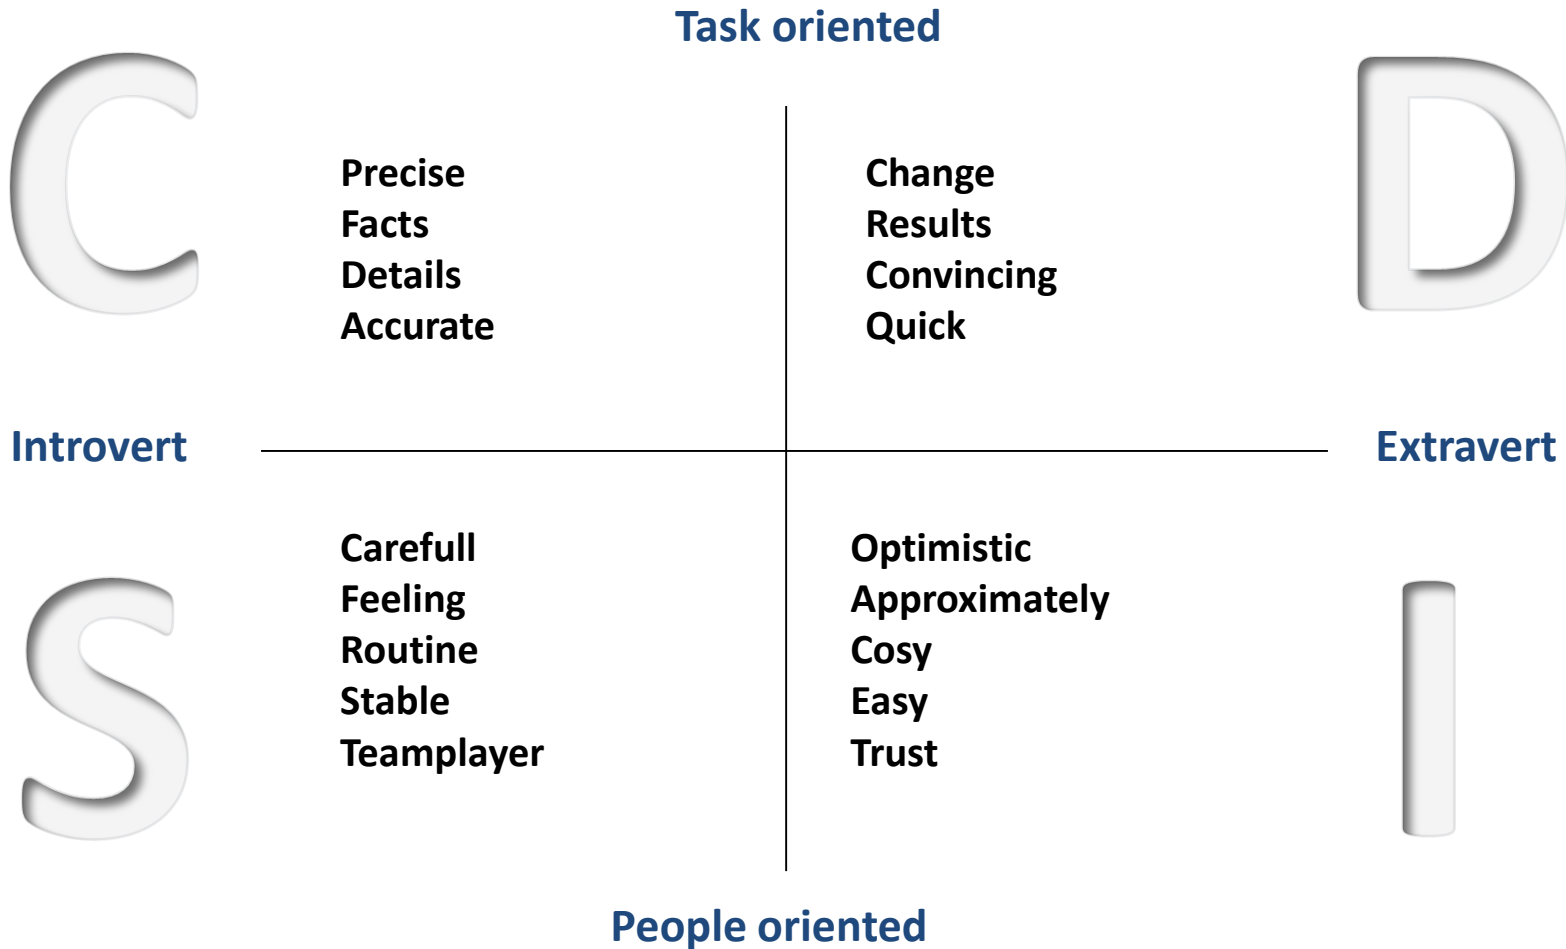 Task oriented
C
D
Precise
Facts
Details
Accurate
Change
Results
Convincing
Quick
Introvert
Extravert
S
I
Carefull
Feeling
Routine
Stable
Teamplayer
Optimistic
Approximately
Cosy
Easy
Trust
People oriented